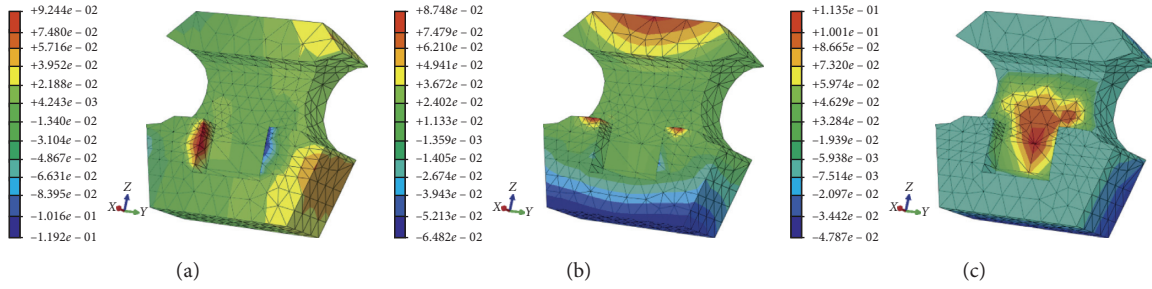 +9.244e – 02
+7.480e – 02
+5.716e – 02
+3.952e – 02
+2.188e – 02
+4.243e – 03
–1.340e – 02
–3.104e – 02
–4.867e – 02
–6.631e – 02
–8.395e – 02
–1.016e – 01
–1.192e – 01
Z
X Y
(a)
+8.748e – 02
+7.479e – 02
+6.210e – 02
+4.941e – 02
+3.672e – 02
+2.402e – 02
+1.133e – 02
–1.359e – 03
–1.405e – 02
–2.674e – 02
–3.943e – 02
–5.213e – 02
–6.482e – 02
Z
X Y
(b)
+1.135e – 01
+1.001e – 01
+8.665e – 02
+7.320e – 02
+5.974e – 02
+4.629e – 02
+3.284e – 02
–1.939e – 02
–5.938e – 03
–7.514e – 03
–2.097e – 02
–3.442e – 02
–4.787e – 02
Z
X Y
(c)